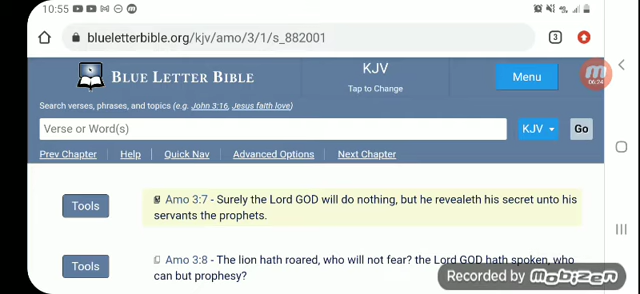 10:55
blueletterbible.org/kjv/amo/3/1/s_882001
3
06:24
BLUE LETTER BIBLE
KJV
Tap to Change
Menu
Search verses, phrases, and topics (e.g. John 3:16, Jesus faith love)
Verse or Word(s)
KJV
Go
Prev Chapter Help Quick Nav Advanced Options Next Chapter
Tools
Amo 3:7 - Surely the Lord GOD will do nothing, but he revealeth his secret unto his
servants the prophets.
Tools
Amo 3:8 - The lion hath roared, who will not fear? the Lord GOD hath spoken, who
can but prophesy?
Recorded by mobizen